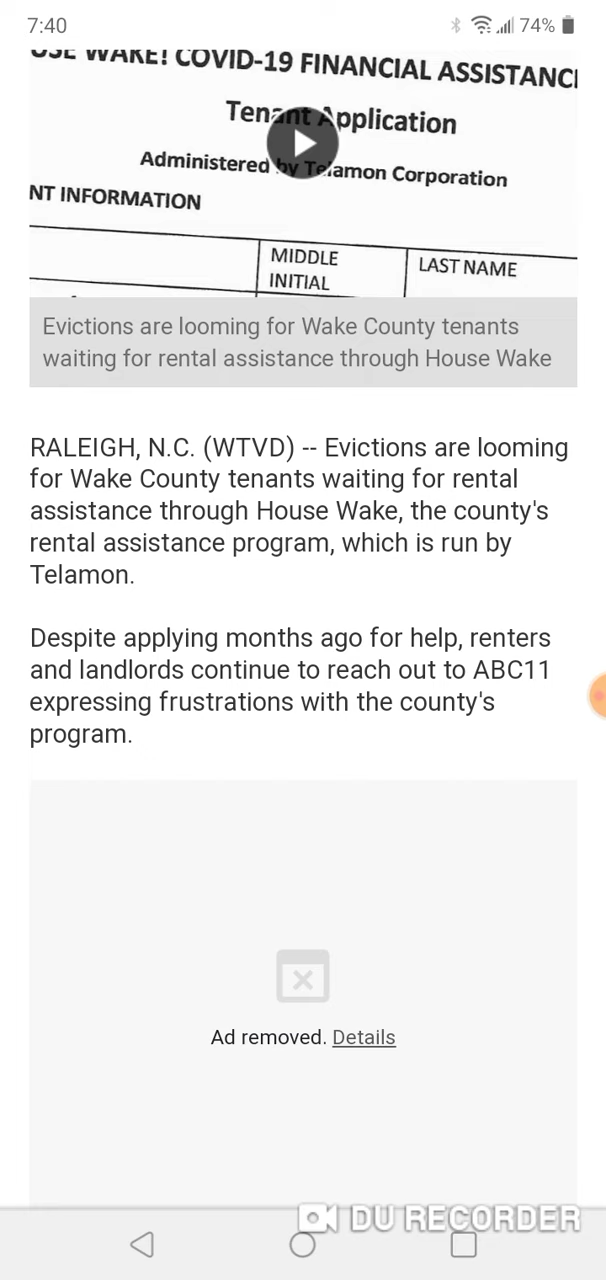 7:40
74%
USE WAKE! COVID-19 FINANCIAL ASSISTANC
Tenant Application
Administered by Telamon Corporation
NT INFORMATION
MIDDLE
INITIAL
LAST NAME
Evictions are looming for Wake County tenants
waiting for rental assistance through House Wake
RALEIGH, N.C. (WTVD) -- Evictions are looming
for Wake County tenants waiting for rental
assistance through House Wake, the county's
rental assistance program, which is run by
Telamon.
Despite applying months ago for help, renters
and landlords continue to reach out to ABC11
expressing frustrations with the county's
program.
Ad removed. Details
DU RECORDER